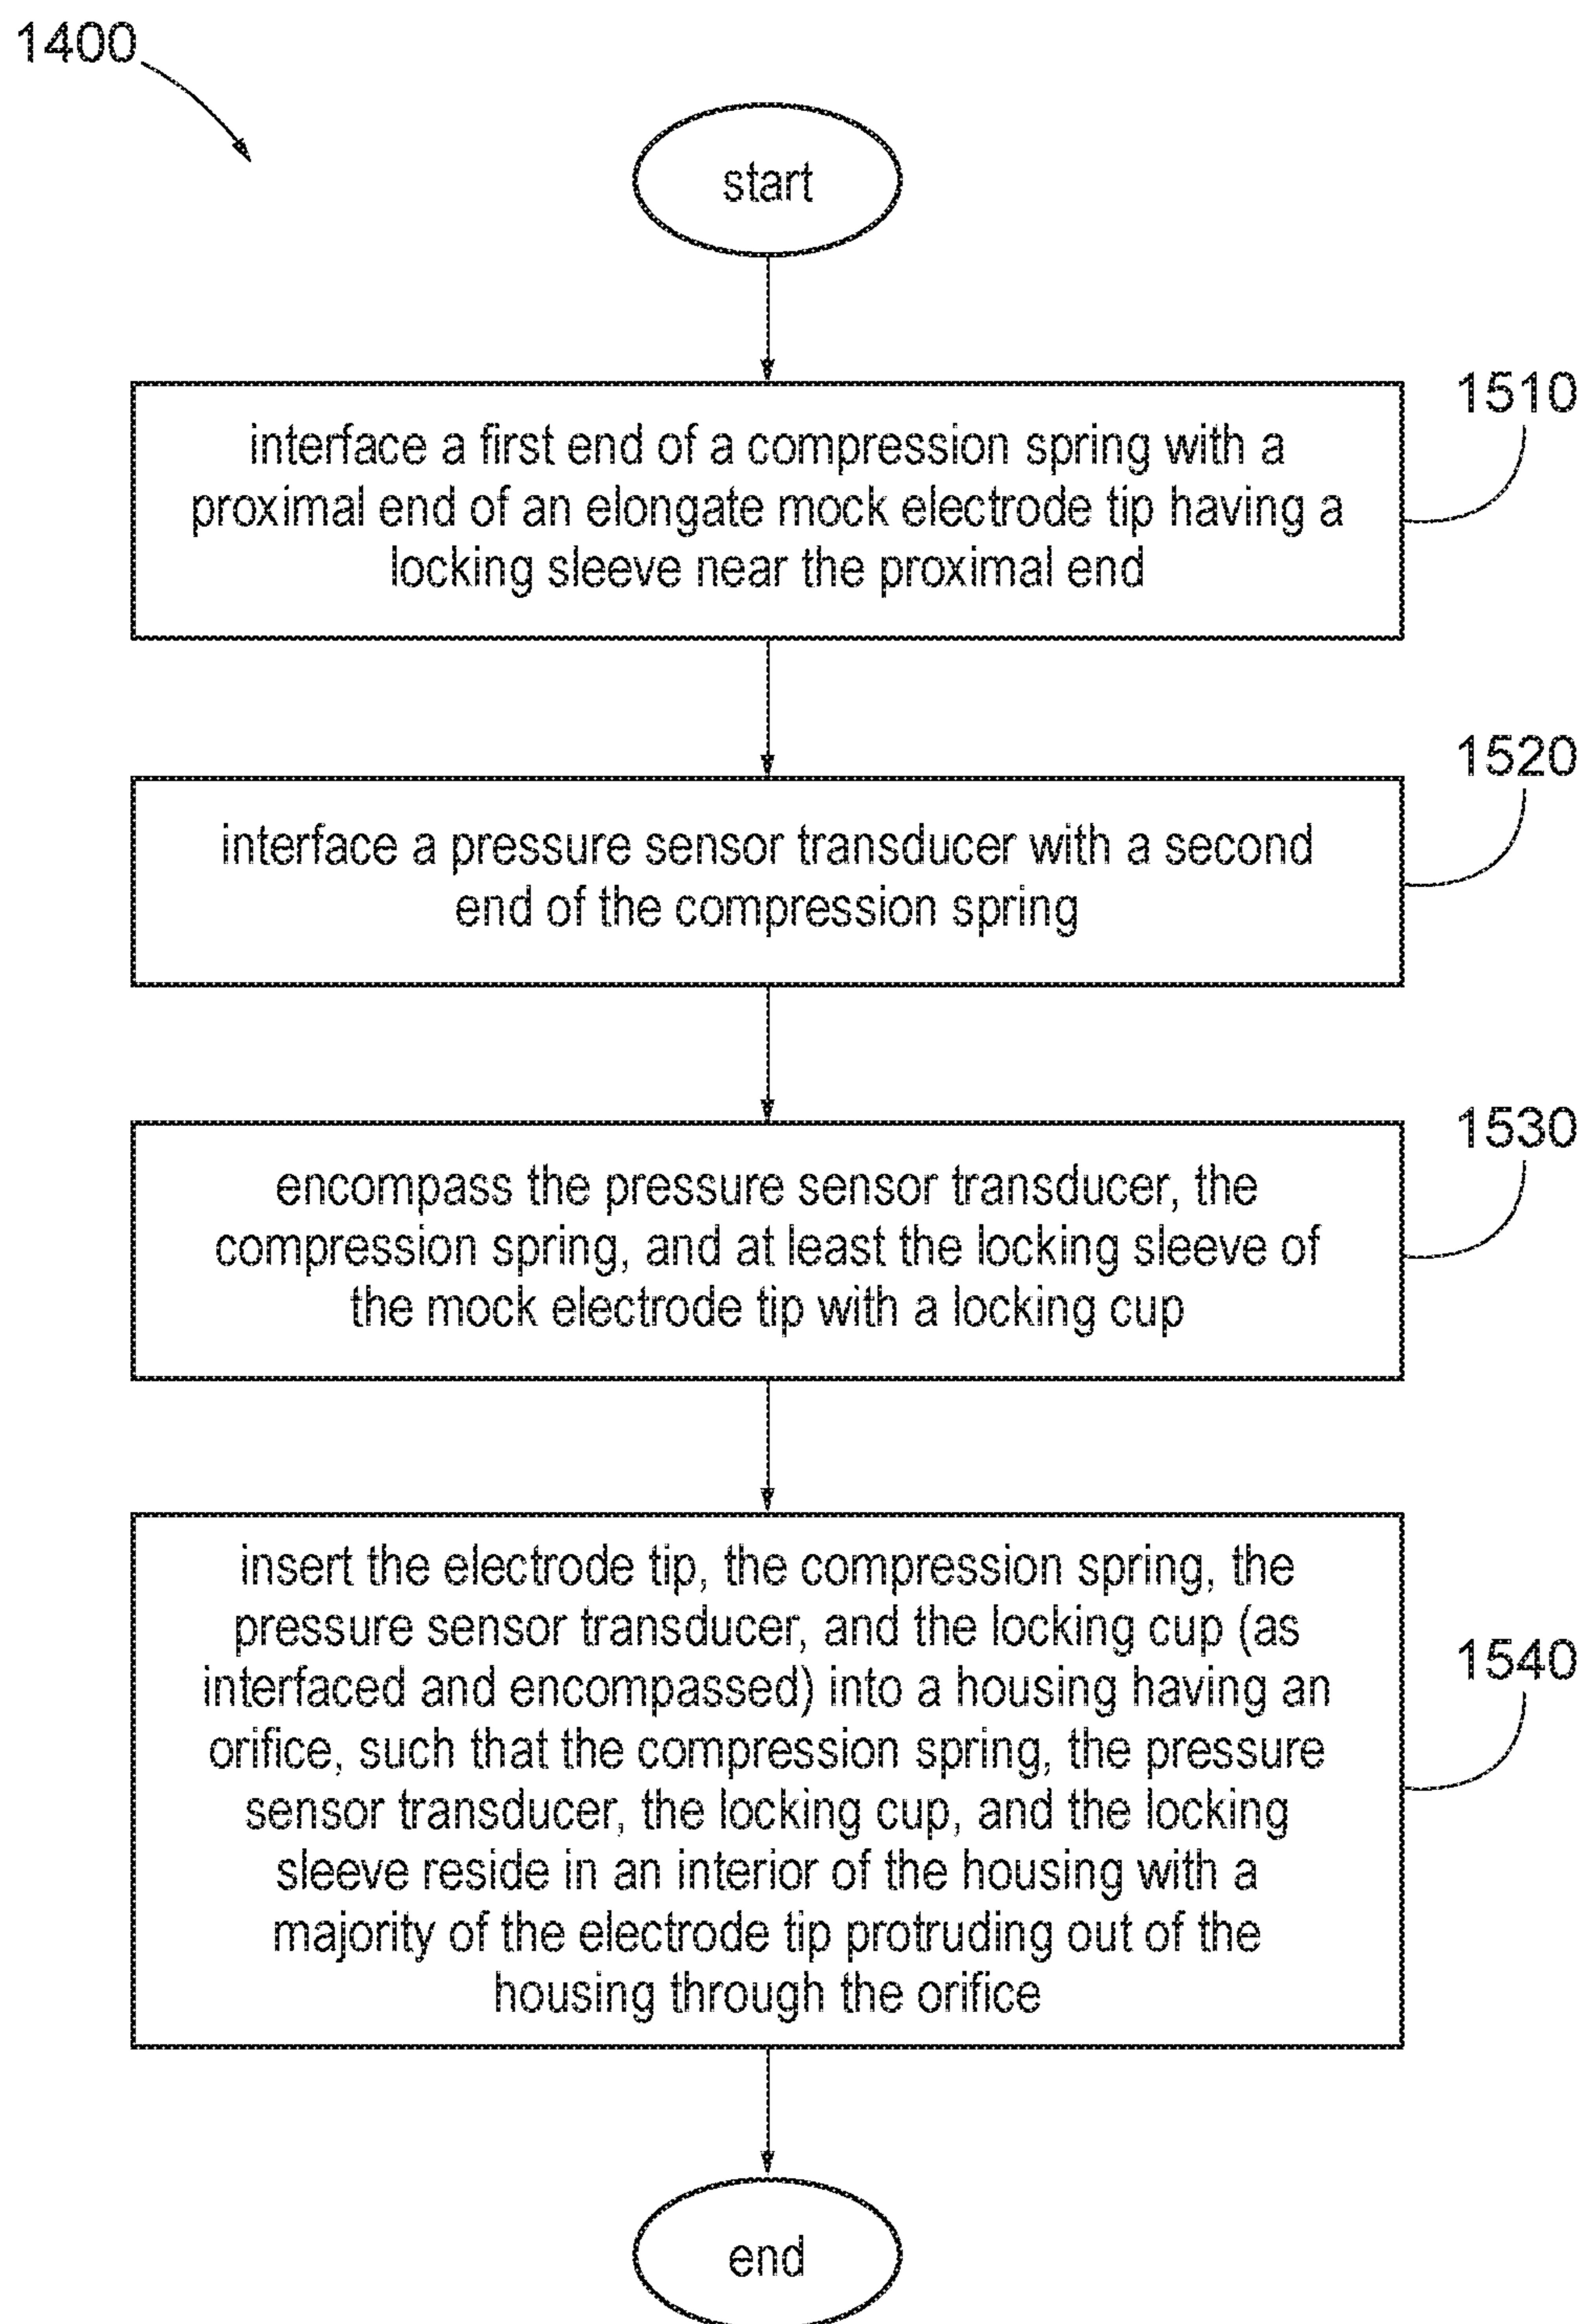 1400
start
1510
interface a first end of a compression spring with a
proximal end of an elongate mock electrode tip having a
locking sleeve near the proximal end
1520
interface a pressure sensor transducer with a second
end of the compression spring
1530
encompass the pressure sensor transducer, the
compression spring, and at least the locking sleeve of
the mock electrode tip with a locking cup
1540
insert the electrode tip, the compression spring, the
pressure sensor transducer, and the locking cup (as
interfaced and encompassed) into a housing having an
orifice, such that the compression spring, the pressure
sensor transducer, the locking cup, and the locking
sleeve reside in an interior of the housing with a
majority of the electrode tip protruding out of the
housing through the orifice
end